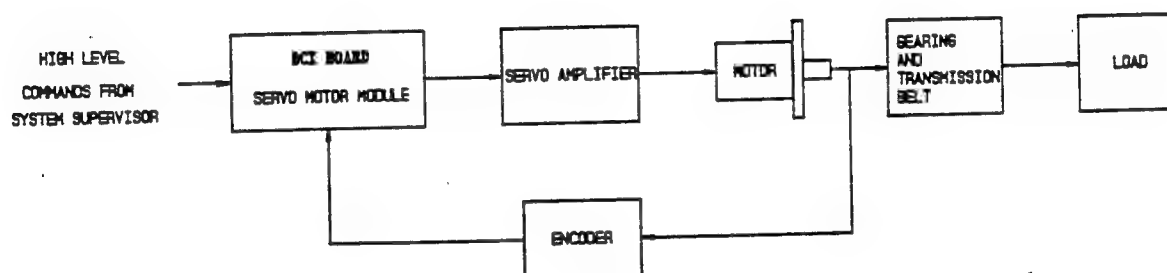 HIGH LEVEL
COMMANDS FROM
SYSTEM SUPERVISOR
DCX BOARD
SERVO MOTOR MODULE
SERVO AMPLIFIER
MOTOR
GEARING
AND
TRANSMISSION
BELT
LOAD
ENCODER